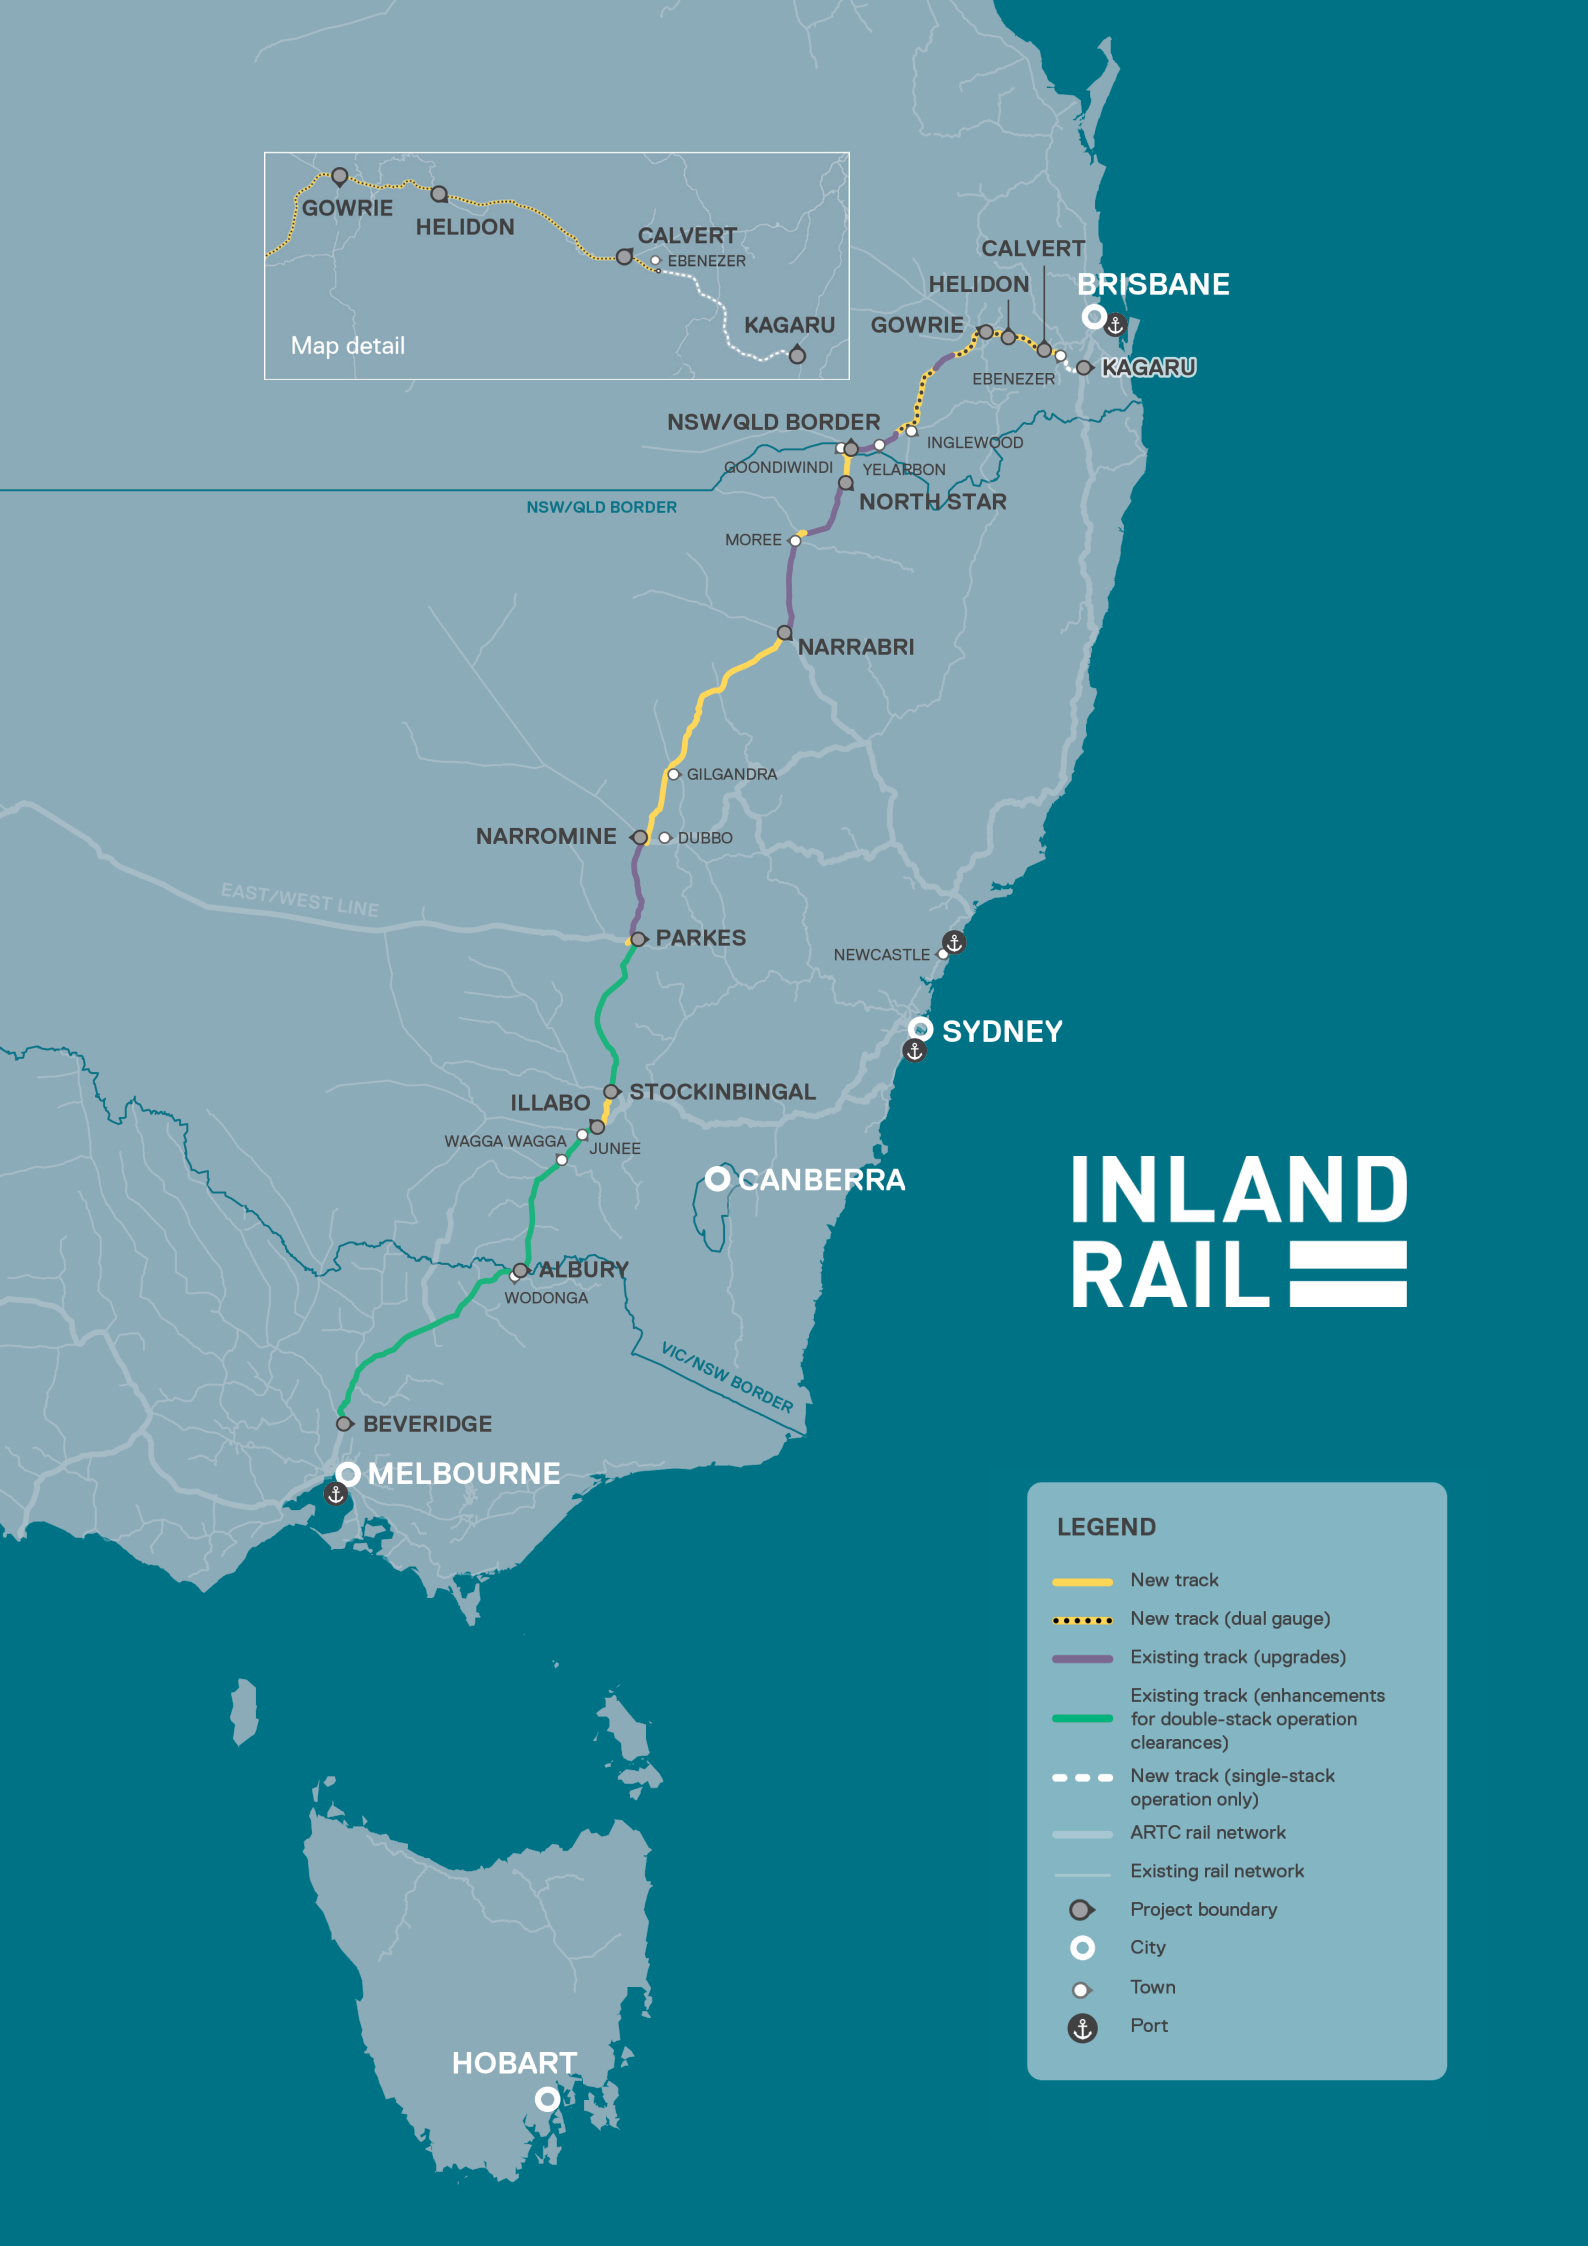 GOWRIE
HELIDON
CALVERT
EBENEZER
KAGARU
Map detail
CALVERT
HELIDON
BRISBANE
GOWRIE
EBENEZER
KAGARU
NSW/QLD BORDER
INGLEWOOD
GOONDIWINDI
YELARBON
NORTH STAR
NSW/QLD BORDER
MOREE
NARRABRI
GILGANDRA
NARROMINE
DUBBO
EAST/WEST LINE
PARKES
NEWCASTLE
SYDNEY
STOCKINBINGAL
ILLABO
WAGGA WAGGA
JUNEE
CANBERRA
INLAND
RAIL
ALBURY
WODONGA
VIC/NSW BORDER
BEVERIDGE
MELBOURNE
LEGEND
New track
New track (dual gauge)
Existing track (upgrades)
Existing track (enhancements
for double-stack operation
clearances)
New track (single-stack
operation only)
ARTC rail network
Existing rail network
Project boundary
City
Town
Port
HOBART